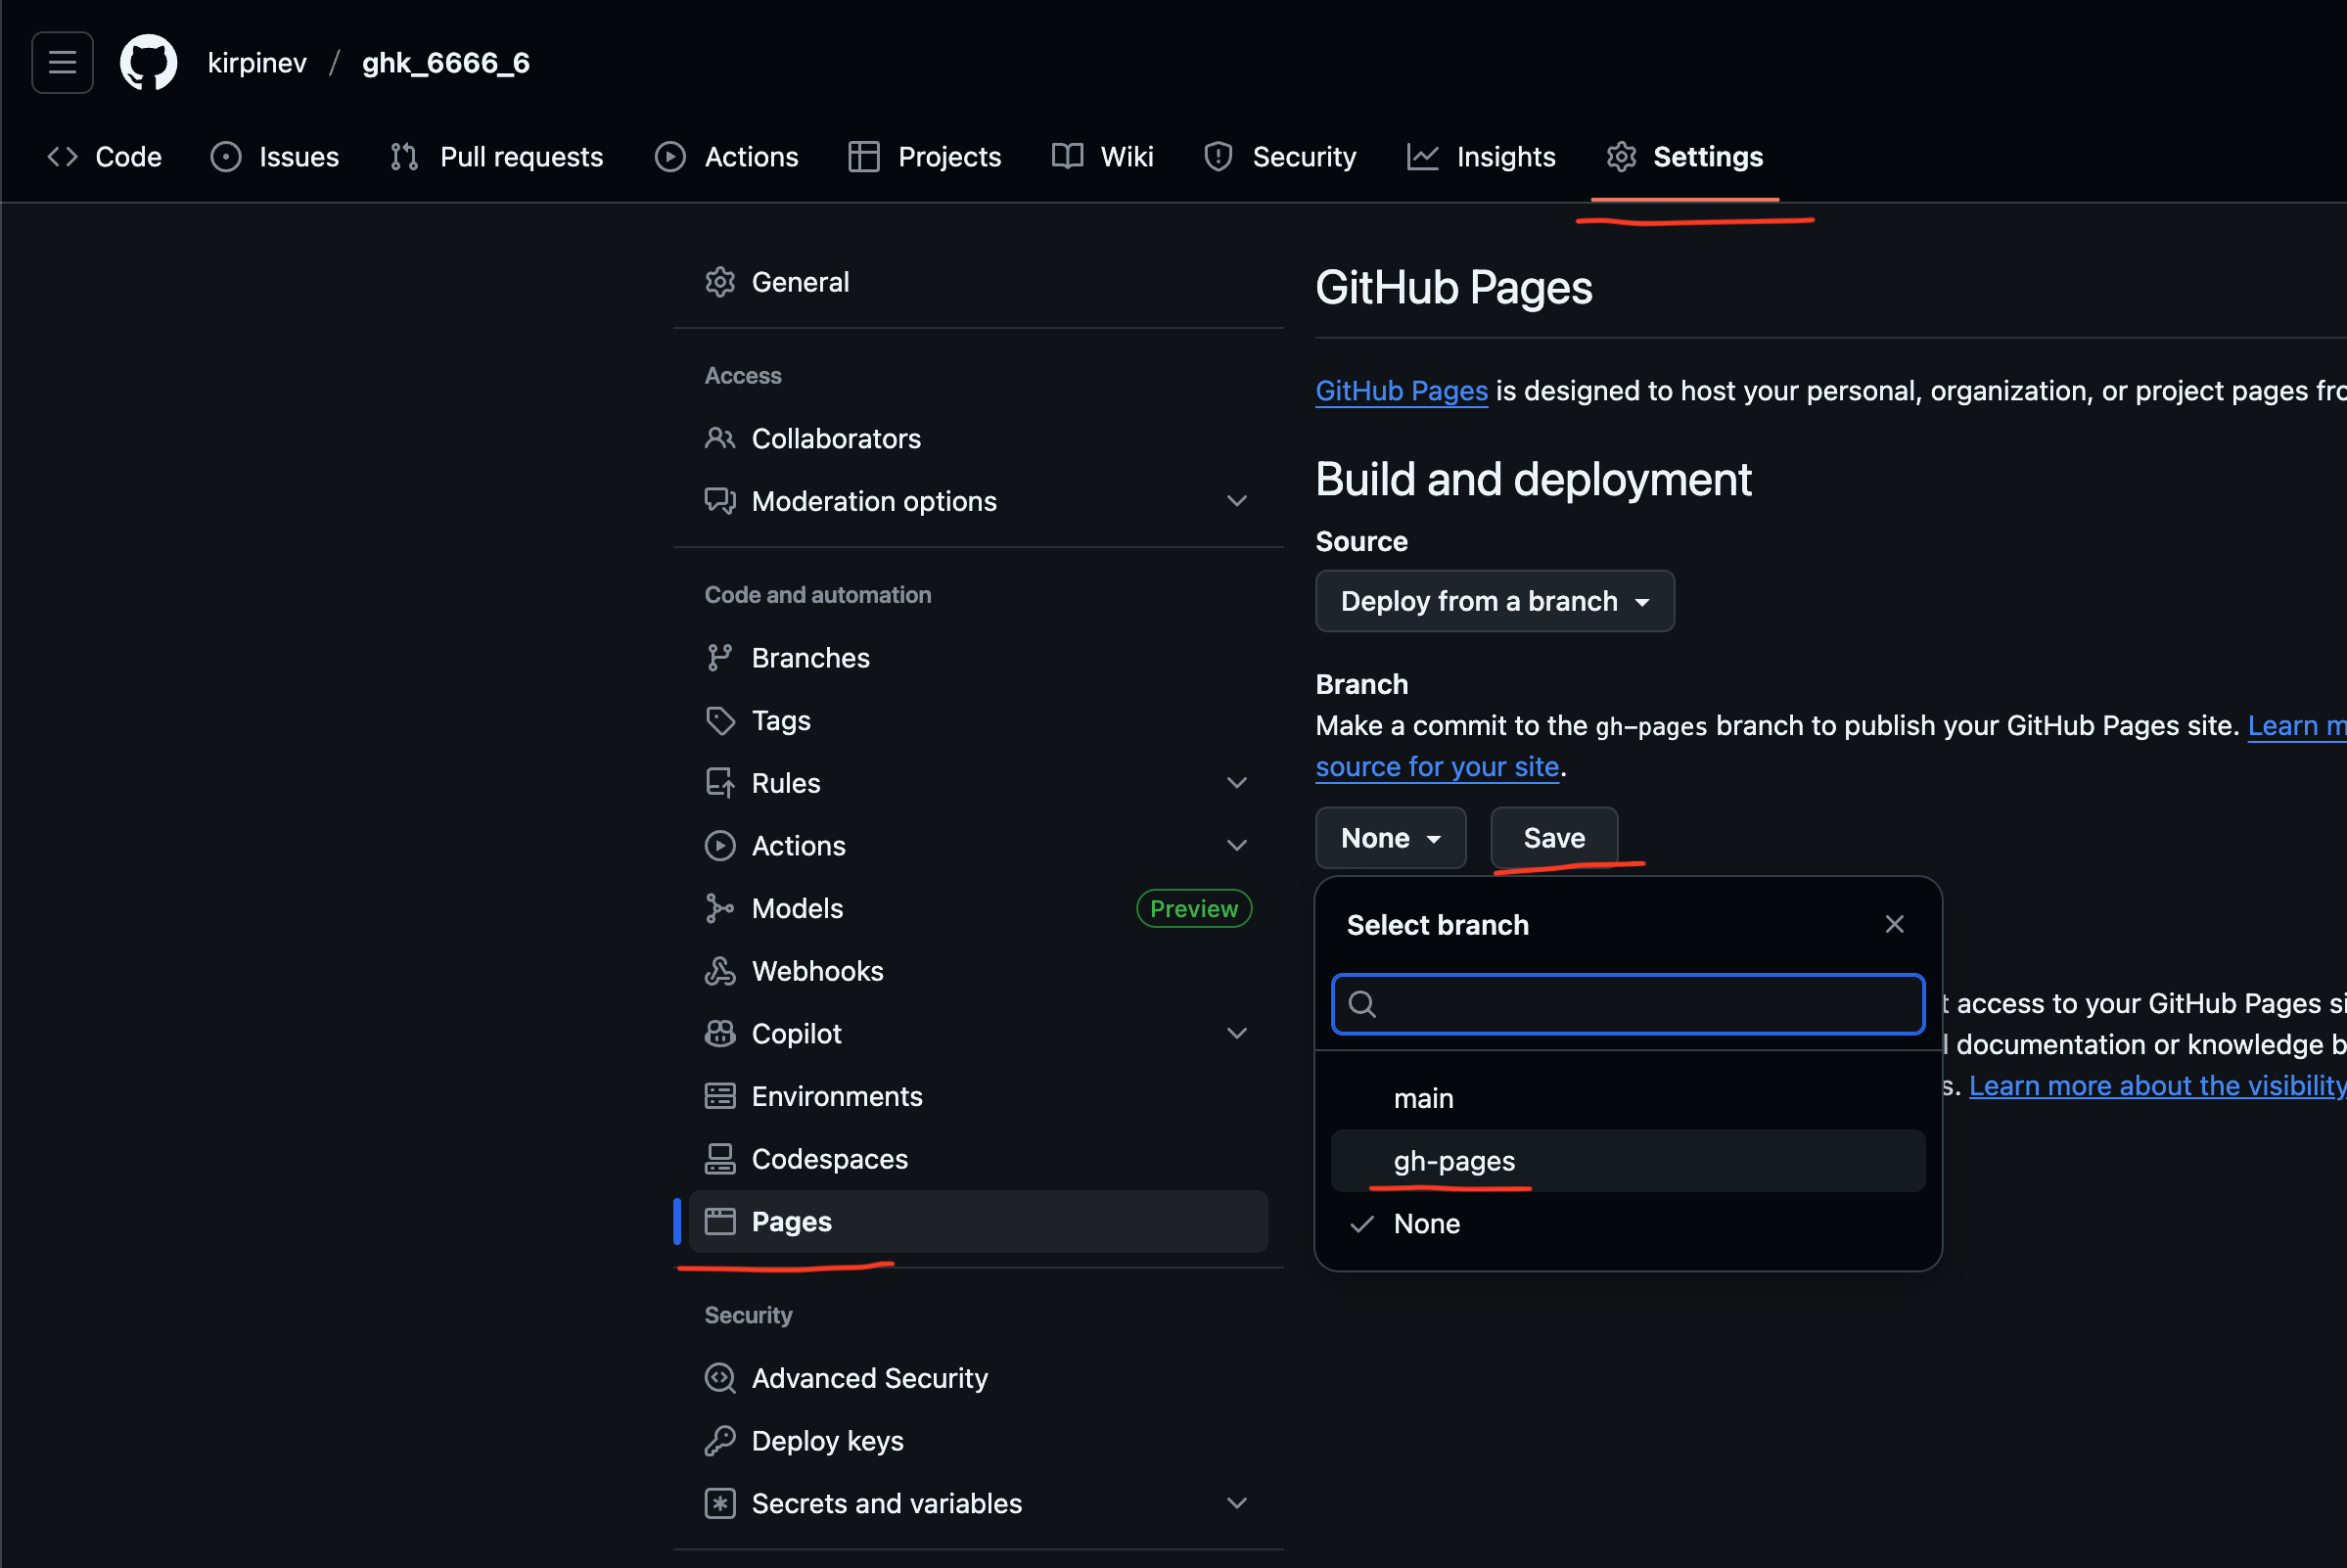 kirpinev / ghk_6666_6
Code Issues Pull requests Actions Projects Wiki Security Insights Settings
General
Access
Collaborators
Moderation options
Code and automation
Branches
Tags
Rules
Actions
Models Preview
Webhooks
Copilot
Environments
Codespaces
Pages
Security
Advanced Security
Deploy keys
Secrets and variables
GitHub Pages
GitHub Pages is designed to host your personal, organization, or project pages
Build and deployment
Source
Deploy from a branch
Branch
Make a commit to the gh-pages branch to publish your GitHub Pages site. Learn
source for your site.
None Save
Select branch
main
gh-pages
None
access to your GitHub Pages
documentation or knowledge
Learn more about the visibility